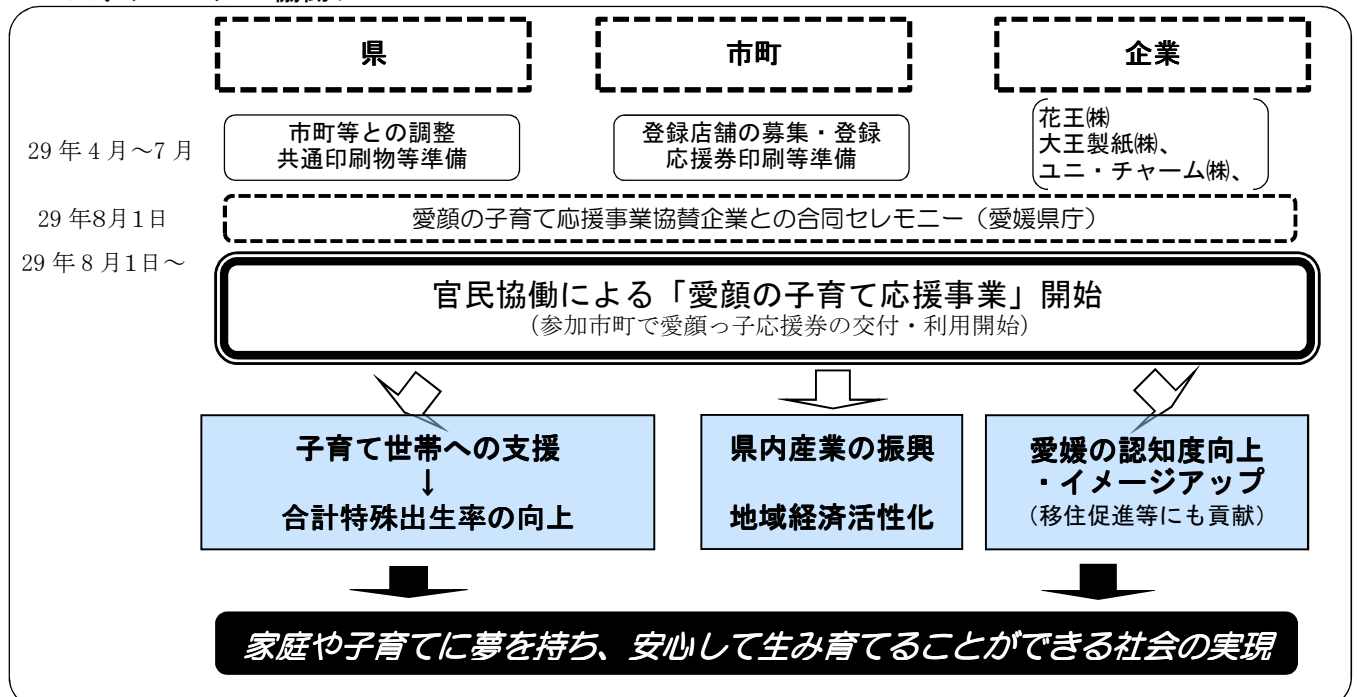 県
市町
企業
29年4月～7月
市町等との調整
共通印刷物等準備
登録店舗の募集・登録
応援券印刷等準備
花王㈱
大王製紙㈱、
ユニ・チャーム㈱、
29年8月1日
愛顔の子育て応援事業協賛企業との合同セレモニー（愛媛県庁）
29年8月1日～
官民協働による「愛顔の子育て応援事業」開始
（参加市町で愛顔っ子応援券の交付・利用開始）
子育て世帯への支援
↓
合計特殊出生率の向上
県内産業の振興
地域経済活性化
愛媛の認知度向上
・イメージアップ
（移住促進等にも貢献）
家庭や子育てに夢を持ち、安心して生み育てることができる社会の実現